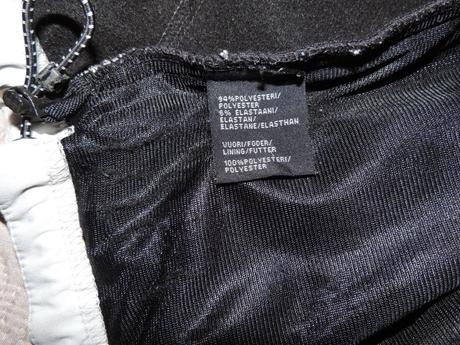 94%POLYESTERI/
POLYESTER
6% ELASTAANI/
ELASTAN/
ELASTANE/ELASTHAN
VUORI/FODER/
LINING/FUTTER
100%POLYESTERI/
POLYESTER